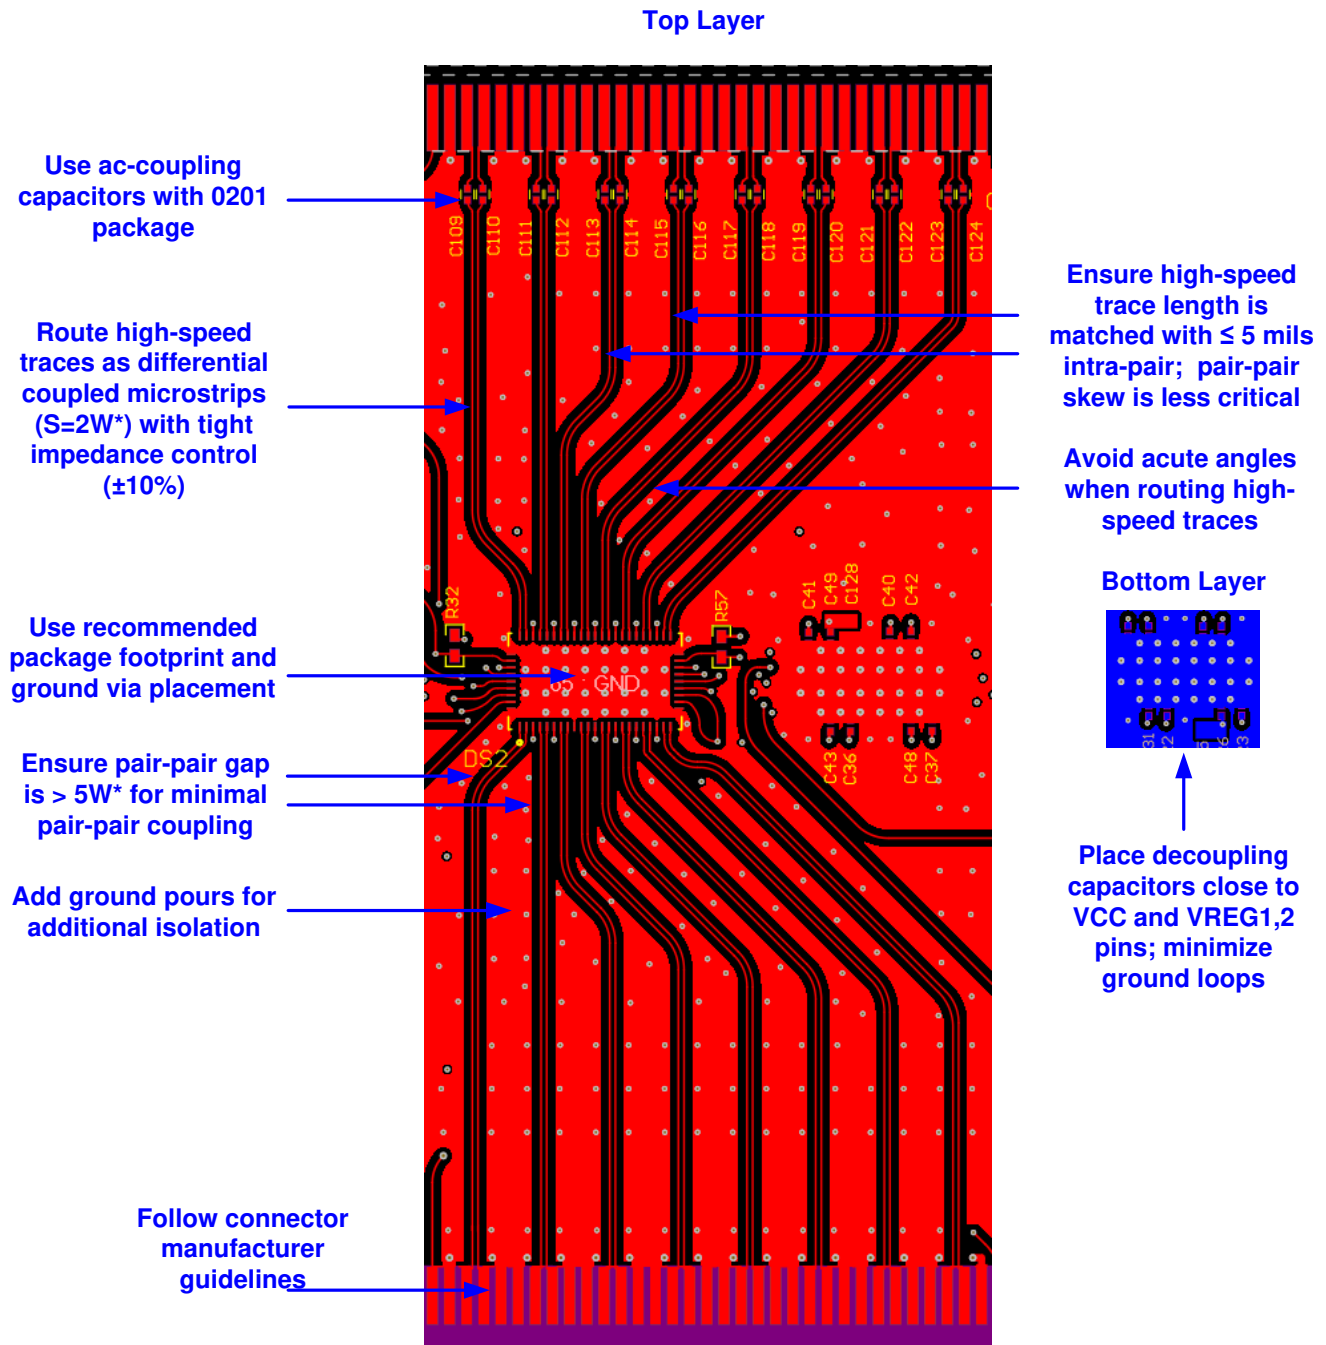 Top Layer
Use ac-coupling
capacitors with 0201
package
C109
C110
C111
C112
C113
C114
C115
C116
C117
C118
C119
C120
C121
C122
C123
C124
Route high-speed
traces as differential
coupled microstrips
(S=2W*) with tight
impedance control
(±10%)
Ensure high-speed
trace length is
matched with ≤ 5 mils
intra-pair; pair-pair
skew is less critical
Avoid acute angles
when routing high-
speed traces
Bottom Layer
R32
R57
C41
C49
C128
C40
C42
Use recommended
package footprint and
ground via placement
GND
DS2
C43
C36
C48
C37
31
22
23
Ensure pair-pair gap
is > 5W* for minimal
pair-pair coupling
Add ground pours for
additional isolation
Place decoupling
capacitors close to
VCC and VREG1,2
pins; minimize
ground loops
Follow connector
manufacturer
guidelines